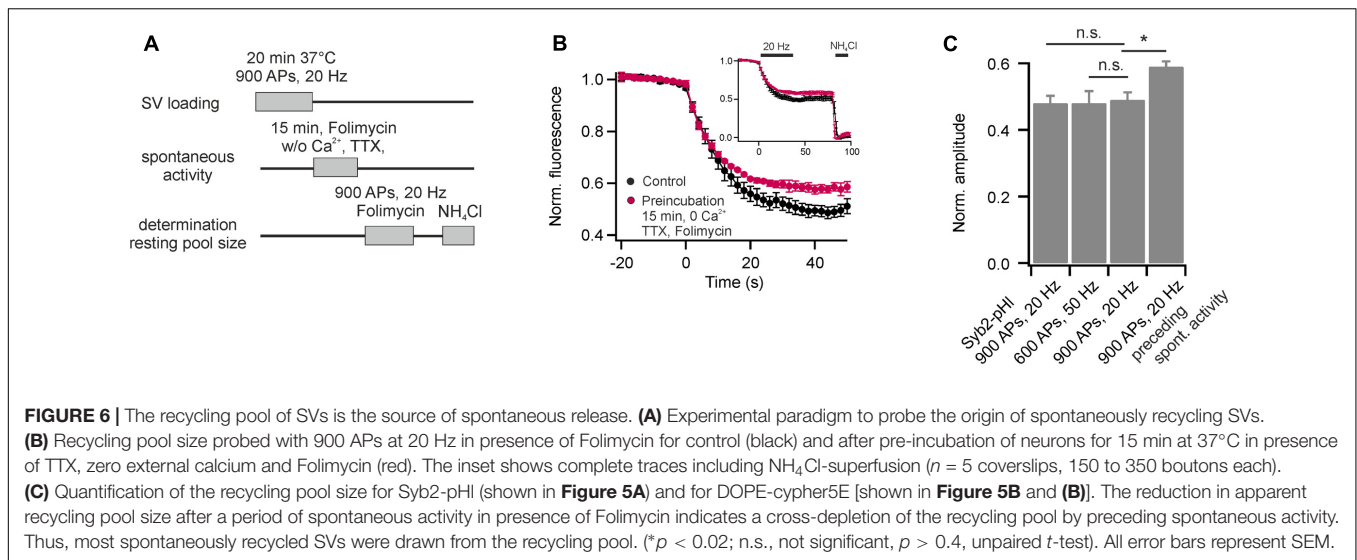 A
20 min 37°C
900 APs, 20 Hz
SV loading
15 min, Folimycin
w/o Ca²⁺, TTX,
spontaneous
activity
900 APs, 20 Hz
Folimycin NH₄Cl
determination
resting pool size
B
Norm. fluorescence
1.0
0.8
0.6
0.4
-20 0 20 40
Time (s)
Control
Preincubation
15 min, 0 Ca²⁺
TTX, Folimycin
20 Hz NH₄Cl
1.0
0.5
0.0
0 50 100
C
n.s. *
n.s.
Norm. amplitude
0.6
0.4
0.2
0.0
Syb2-pHl
900 APs, 20 Hz
600 APs, 50 Hz
900 APs, 20 Hz
900 APs, 20 Hz
preceding
spont. activity
FIGURE 6 | The recycling pool of SVs is the source of spontaneous release. (A) Experimental paradigm to probe the origin of spontaneously recycling SVs.
(B) Recycling pool size probed with 900 APs at 20 Hz in presence of Folimycin for control (black) and after pre-incubation of neurons for 15 min at 37°C in presence
of TTX, zero external calcium and Folimycin (red). The inset shows complete traces including NH₄Cl-superfusion (n = 5 coverslips, 150 to 350 boutons each).
(C) Quantification of the recycling pool size for Syb2-pHl (shown in Figure 5A) and for DOPE-cypher5E [shown in Figure 5B and (B)]. The reduction in apparent
recycling pool size after a period of spontaneous activity in presence of Folimycin indicates a cross-depletion of the recycling pool by preceding spontaneous activity.
Thus, most spontaneously recycled SVs were drawn from the recycling pool. (*p < 0.02; n.s., not significant, p > 0.4, unpaired t-test). All error bars represent SEM.